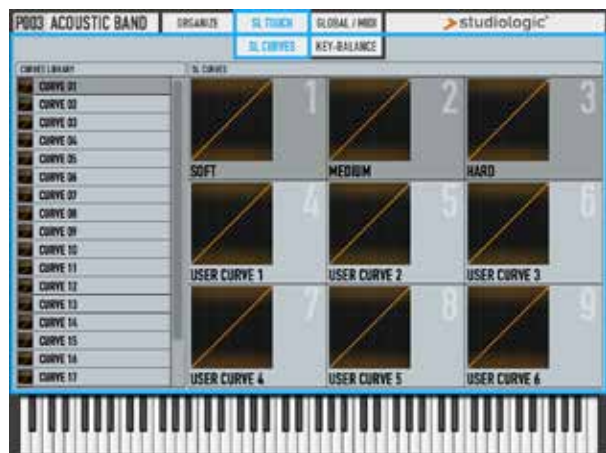 P003 ACOUSTIC BAND
ORGANIZE
SL TOUCH
GLOBAL / MIDI
studiologic
SL CURVES
KEY-BALANCE
CURVES LIBRARY
SL CURVES
CURVE 01
CURVE 02
CURVE 03
CURVE 04
CURVE 05
CURVE 06
CURVE 07
CURVE 08
CURVE 09
CURVE 10
CURVE 11
CURVE 12
CURVE 13
CURVE 14
CURVE 15
CURVE 16
CURVE 17
1
SOFT
2
MEDIUM
3
HARD
4
USER CURVE 1
5
USER CURVE 2
6
USER CURVE 3
7
USER CURVE 4
8
USER CURVE 5
9
USER CURVE 6